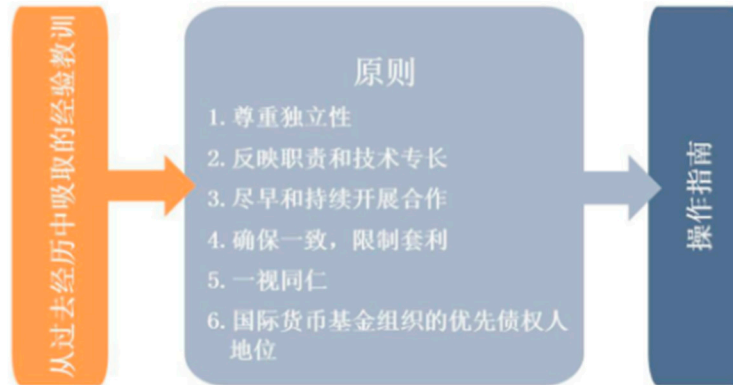 从过去经历中吸取的经验教训
原则
1. 尊重独立性
2. 反映职责和技术专长
3. 尽早和持续开展合作
4. 确保一致，限制套利
5. 一视同仁
6. 国际货币基金组织的优先债权人
地位
操作指南